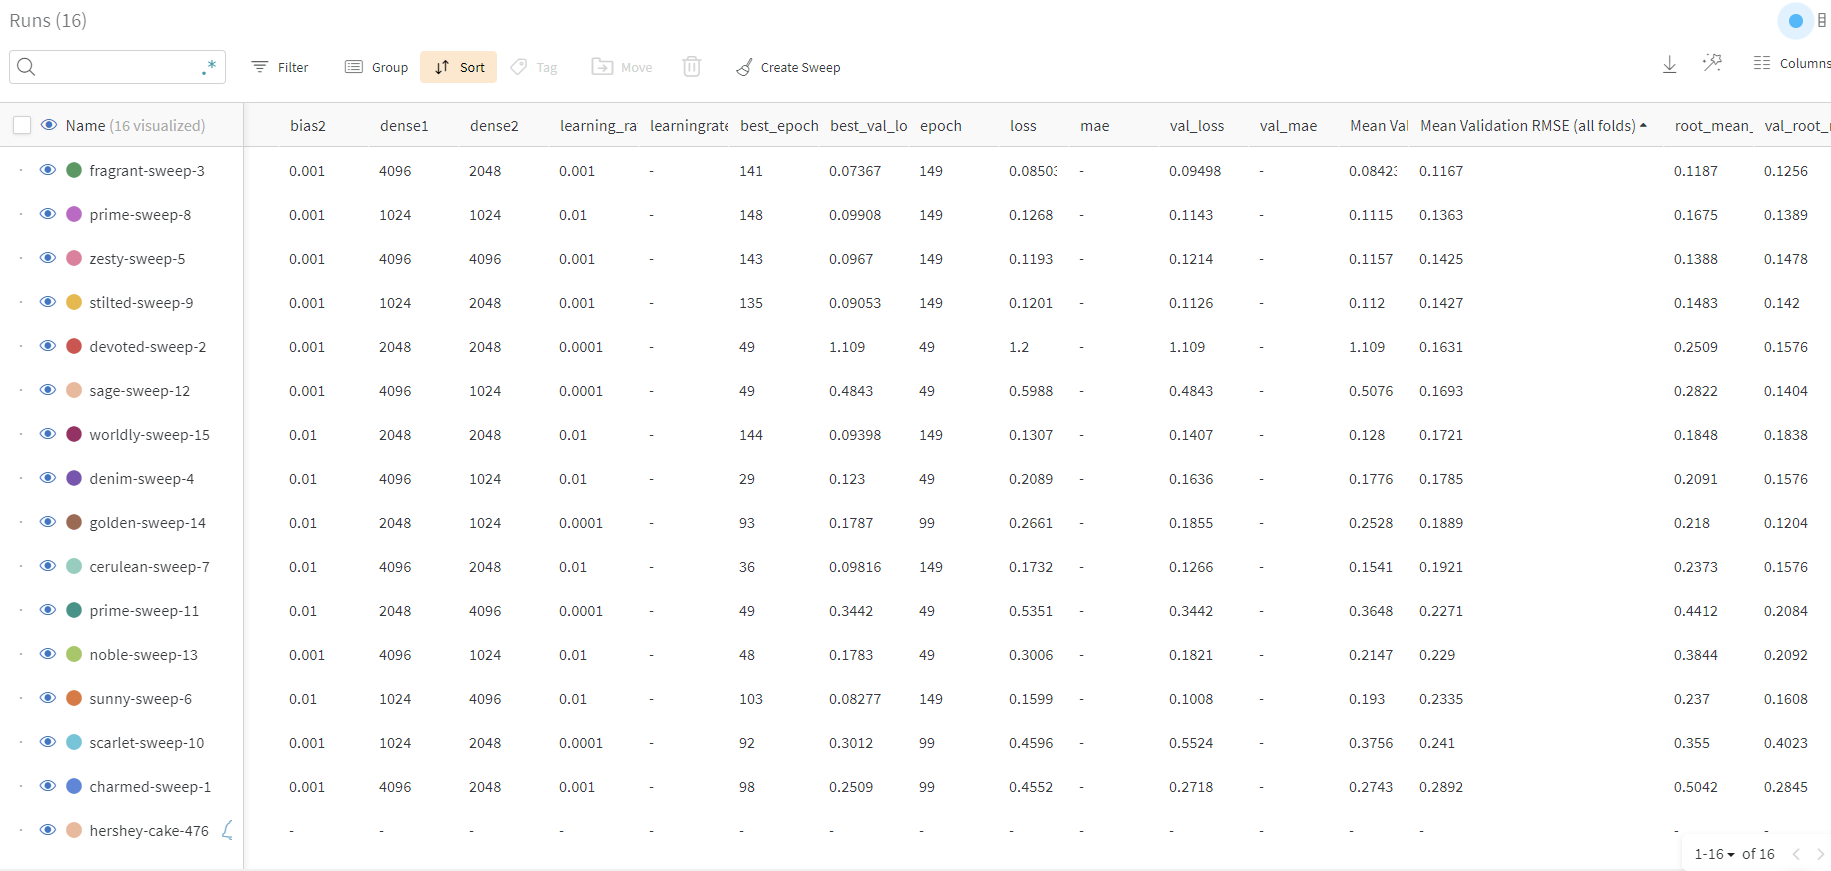 Runs (16)
.* Filter Group Sort Tag Move Create Sweep Columns
Name (16 visualized) bias2 dense1 dense2 learning_ra learningrate best_epoch best_val_lo epoch loss mae val_loss val_mae Mean Val Mean Validation RMSE (all folds) root_mean_ val_root_
fragrant-sweep-3 0.001 4096 2048 0.001 - 141 0.07367 149 0.08503 - 0.09498 - 0.08423 0.1167 0.1187 0.1256
prime-sweep-8 0.001 1024 1024 0.01 - 148 0.09908 149 0.1268 - 0.1143 - 0.1115 0.1363 0.1675 0.1389
zesty-sweep-5 0.001 4096 4096 0.001 - 143 0.0967 149 0.1193 - 0.1214 - 0.1157 0.1425 0.1388 0.1478
stilted-sweep-9 0.001 1024 2048 0.001 - 135 0.09053 149 0.1201 - 0.1126 - 0.112 0.1427 0.1483 0.142
devoted-sweep-2 0.001 2048 2048 0.0001 - 49 1.109 49 1.2 - 1.109 - 1.109 0.1631 0.2509 0.1576
sage-sweep-12 0.001 4096 1024 0.0001 - 49 0.4843 49 0.5988 - 0.4843 - 0.5076 0.1693 0.2822 0.1404
worldly-sweep-15 0.01 2048 2048 0.01 - 144 0.09398 149 0.1307 - 0.1407 - 0.128 0.1721 0.1848 0.1838
denim-sweep-4 0.01 4096 1024 0.01 - 29 0.123 49 0.2089 - 0.1636 - 0.1776 0.1785 0.2091 0.1576
golden-sweep-14 0.01 2048 1024 0.0001 - 93 0.1787 99 0.2661 - 0.1855 - 0.2528 0.1889 0.218 0.1204
cerulean-sweep-7 0.01 4096 2048 0.01 - 36 0.09816 149 0.1732 - 0.1266 - 0.1541 0.1921 0.2373 0.1576
prime-sweep-11 0.01 2048 4096 0.0001 - 49 0.3442 49 0.5351 - 0.3442 - 0.3648 0.2271 0.4412 0.2084
noble-sweep-13 0.001 4096 1024 0.01 - 48 0.1783 49 0.3006 - 0.1821 - 0.2147 0.229 0.3844 0.2092
sunny-sweep-6 0.01 1024 4096 0.01 - 103 0.08277 149 0.1599 - 0.1008 - 0.193 0.2335 0.237 0.1608
scarlet-sweep-10 0.001 1024 2048 0.0001 - 92 0.3012 99 0.4596 - 0.5524 - 0.3756 0.241 0.355 0.4023
charmed-sweep-1 0.001 4096 2048 0.001 - 98 0.2509 99 0.4552 - 0.2718 - 0.2743 0.2892 0.5042 0.2845
hershey-cake-476 - - - - - - - - - - - - - - - -
1-16 of 16